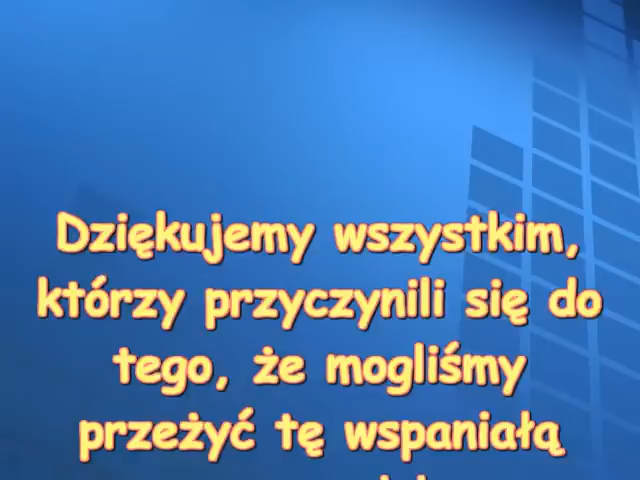 Dziękujemy wszystkim,
którzy przyczynili się do
tego, że mogliśmy
przeżyć tę wspaniałą